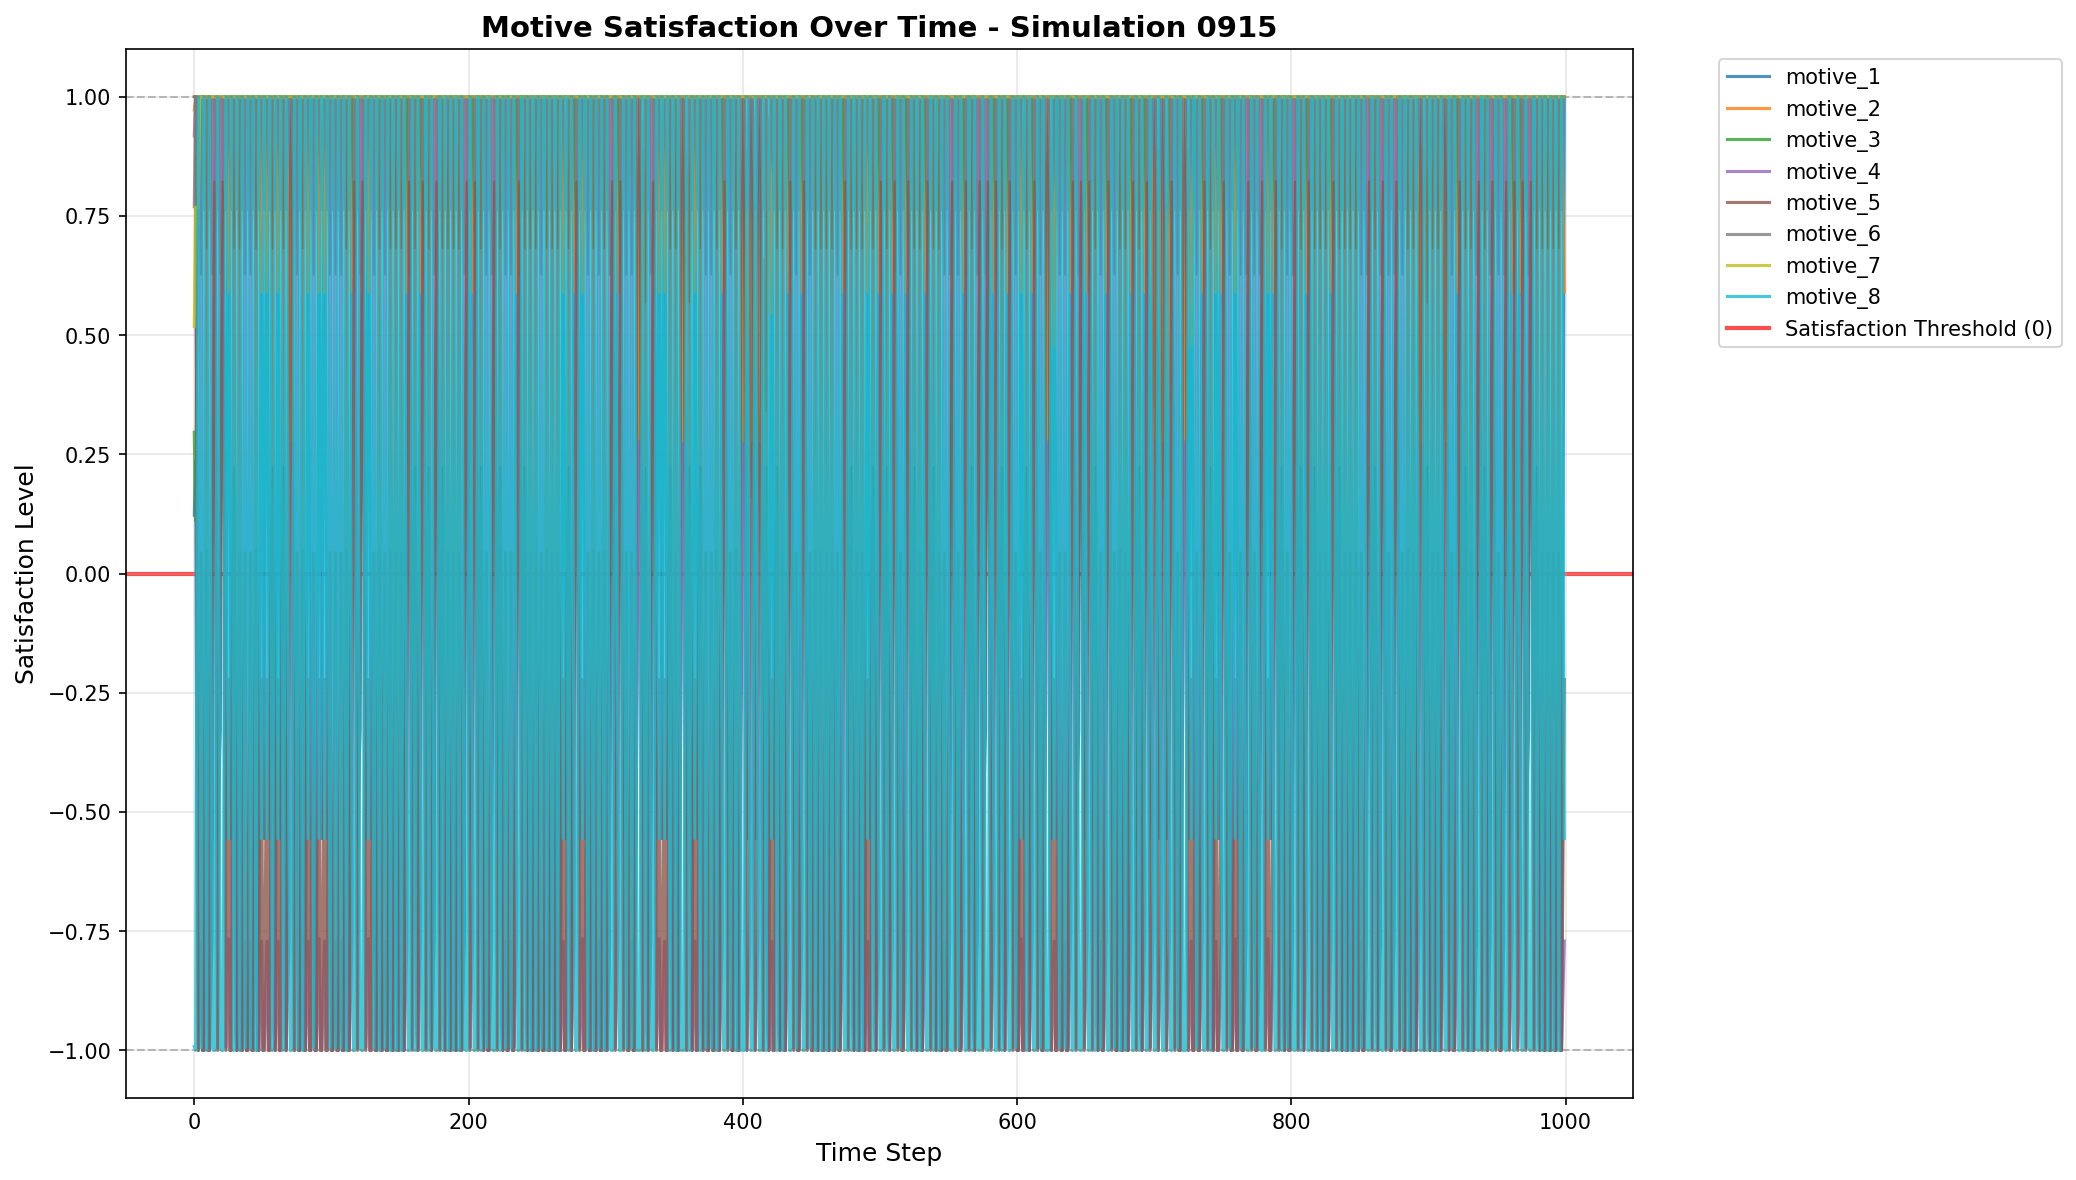 Motive Satisfaction Over Time - Simulation 0915
1.00
0.75
0.50
0.25
0.00
−0.25
−0.50
−0.75
−1.00
Satisfaction Level
0
200
400
600
800
1000
Time Step
motive_1
motive_2
motive_3
motive_4
motive_5
motive_6
motive_7
motive_8
Satisfaction Threshold (0)